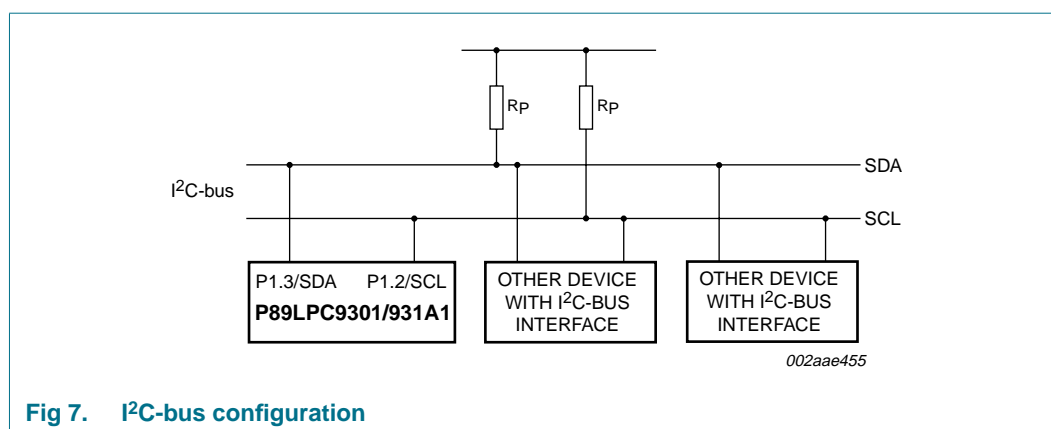 RP
RP
SDA
I²C-bus
SCL
P1.3/SDA P1.2/SCL
P89LPC9301/931A1
OTHER DEVICE
WITH I²C-BUS
INTERFACE
OTHER DEVICE
WITH I²C-BUS
INTERFACE
002aae455
Fig 7. I²C-bus configuration